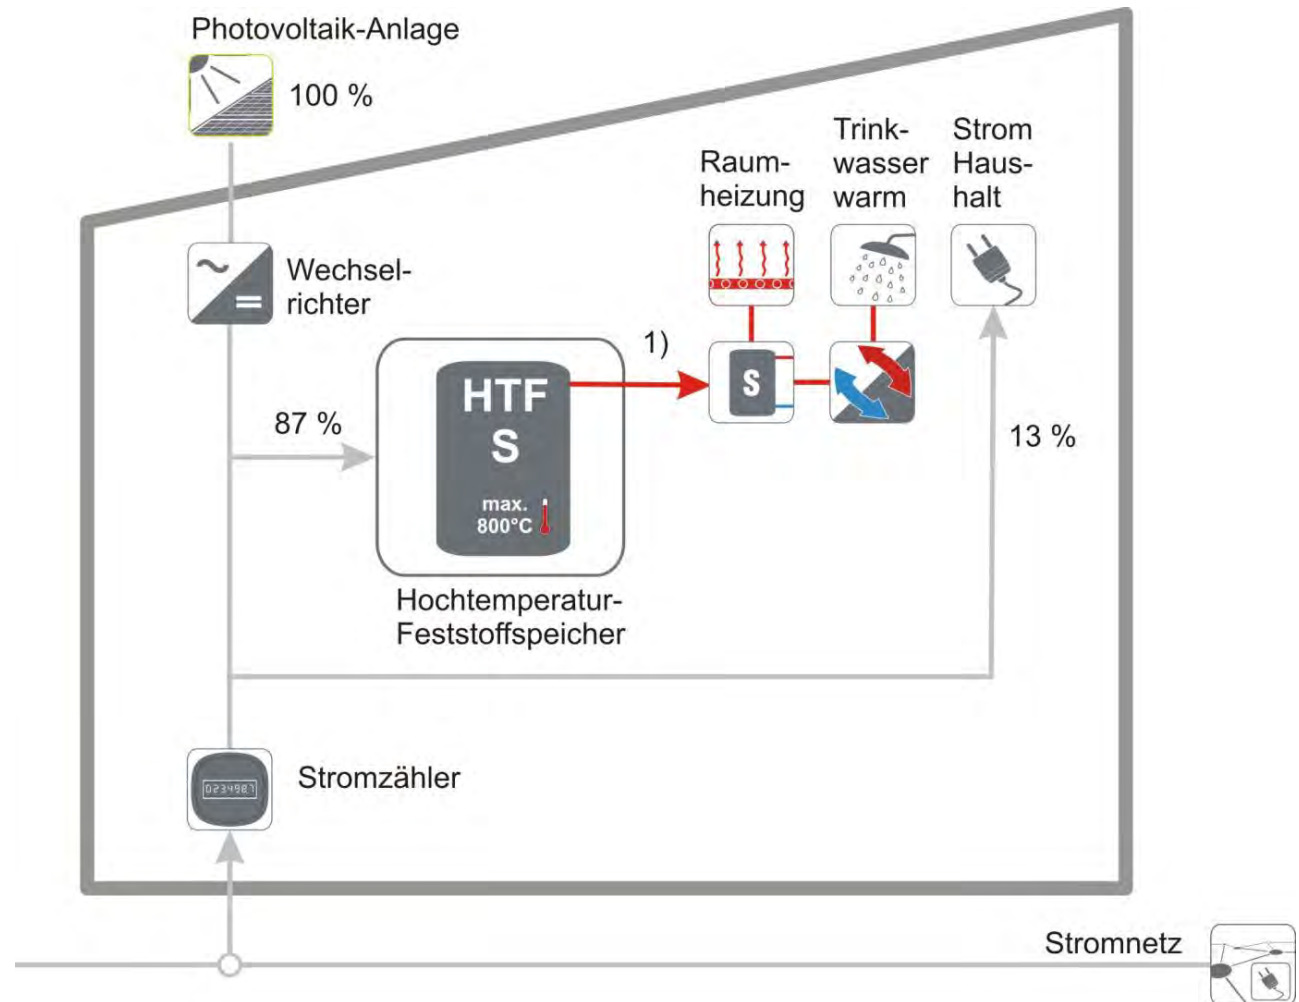 Photovoltaik-Anlage
100 %
Trink-
wasser
warm
Strom
Haus-
halt
Raum-
heizung
Wechsel-
richter
1)
HTF
S
max.
800°C
S
87 %
13 %
Hochtemperatur-
Feststoffspeicher
Stromzähler
0234987
Stromnetz